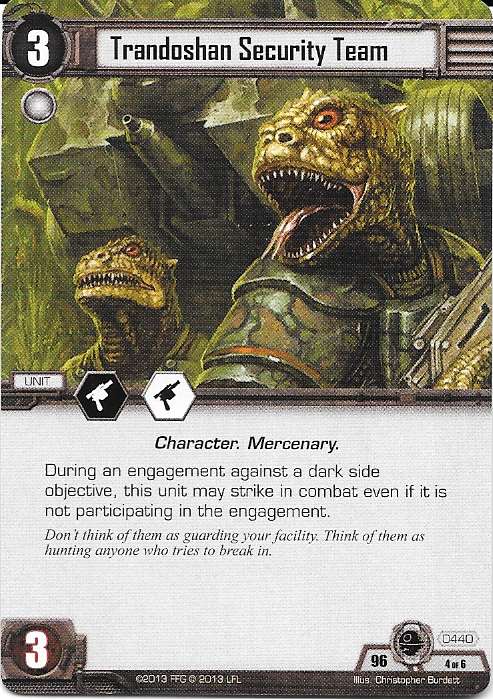 3
Trandoshan Security Team
UNIT
Character. Mercenary.
During an engagement against a dark side
objective, this unit may strike in combat even if it is
not participating in the engagement.
Don't think of them as guarding your facility. Think of them as
hunting anyone who tries to break in.
3
96
0440
4 OF 6
©2013 FFG © 2013 LFL
Illus. Christopher Burdett